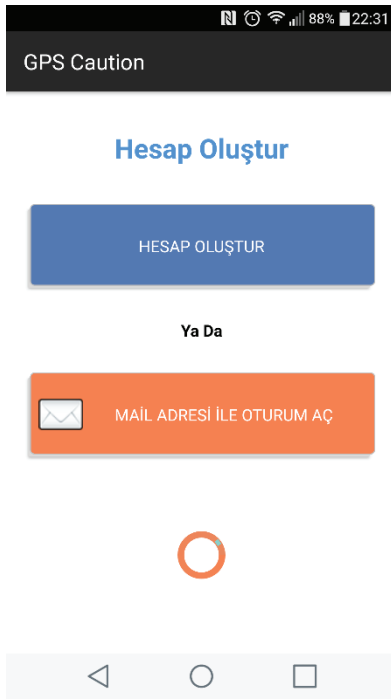 88% 22:31
GPS Caution
Hesap Oluştur
HESAP OLUŞTUR
Ya Da
MAİL ADRESİ İLE OTURUM AÇ